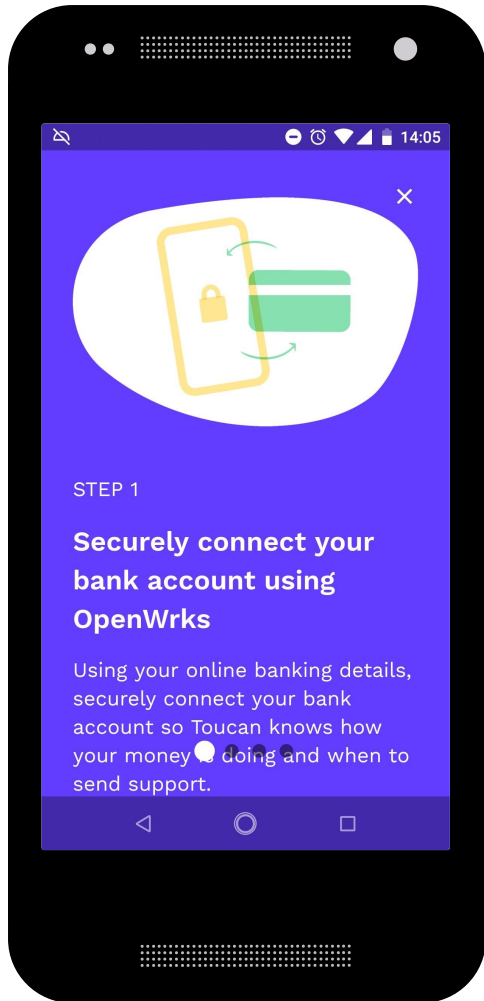 14:05
STEP 1
Securely connect your
bank account using
OpenWrks
Using your online banking details,
securely connect your bank
account so Toucan knows how
your money is doing and when to
send support.